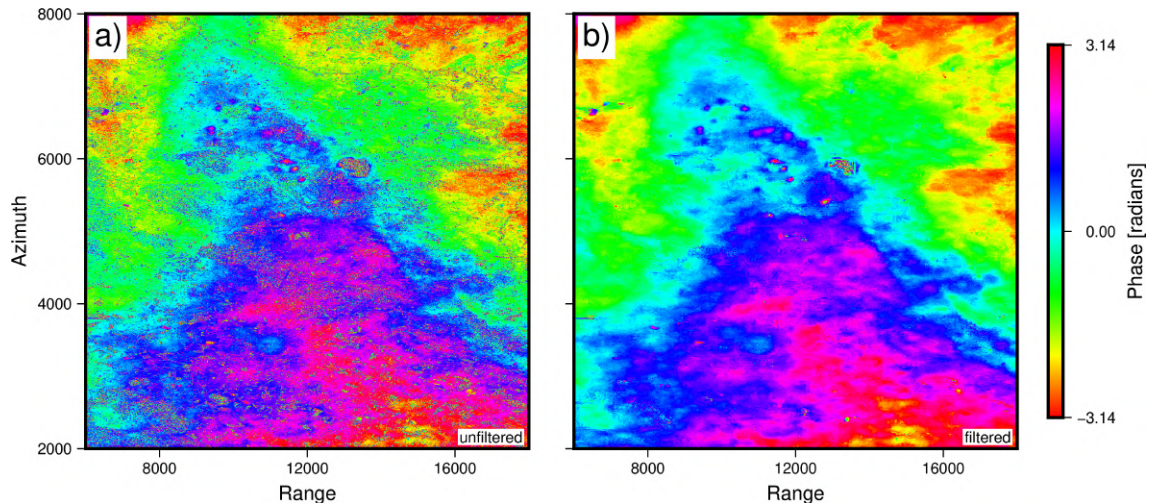 a)
b)
8000
6000
4000
2000
Azimuth
unfiltered
filtered
8000
12000
16000
8000
12000
16000
Range
Range
3.14
0.00
−3.14
Phase [radians]